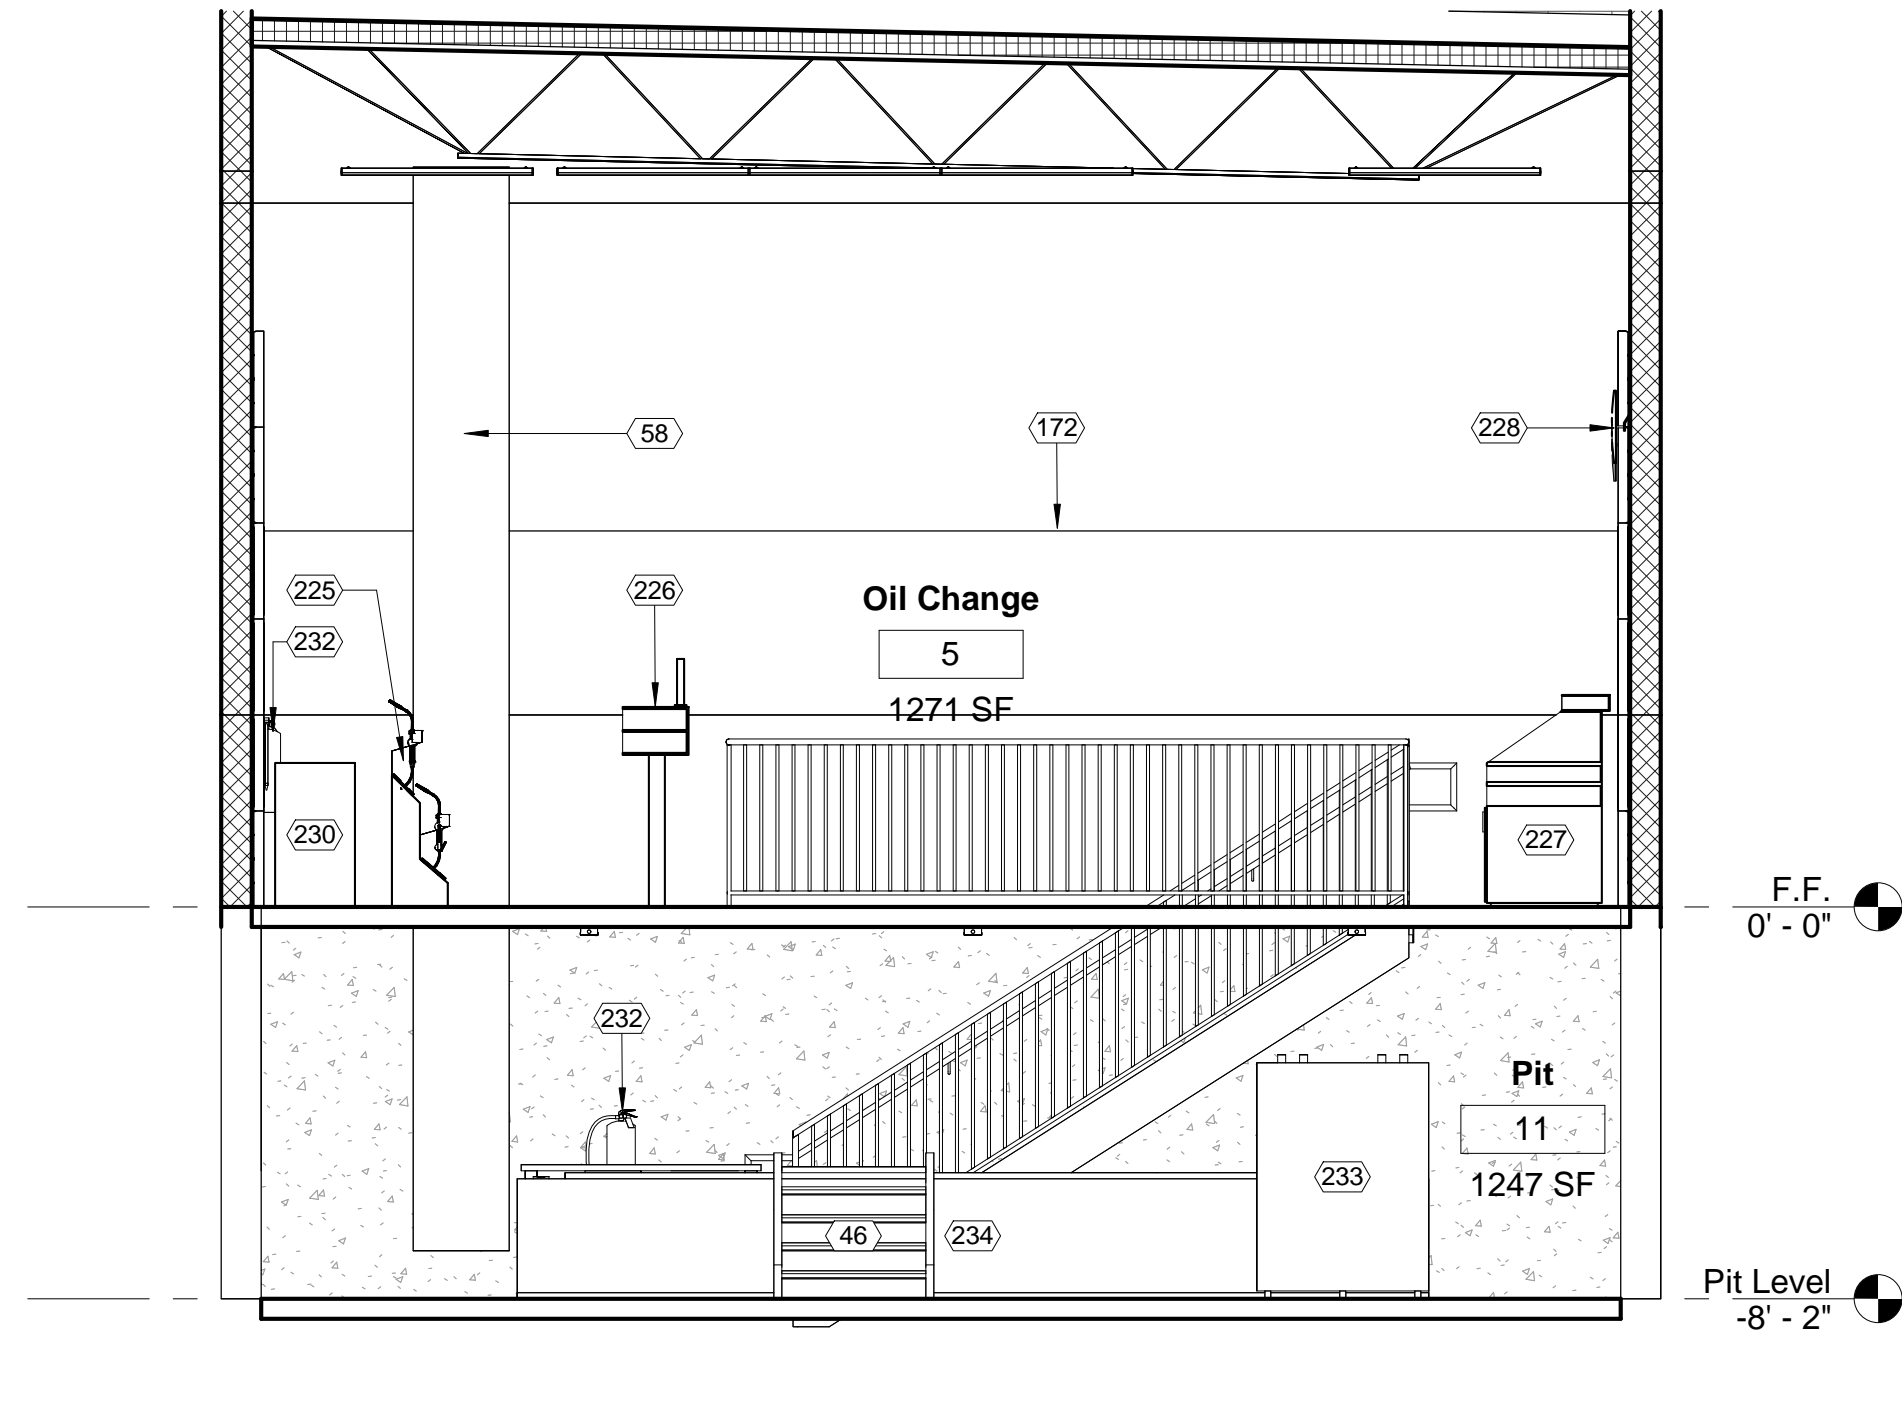 58
172
228
225
226
Oil Change
5
1271 SF
232
230
227
F.F.
0' - 0"
232
Pit
11
1247 SF
233
46
234
Pit Level
-8' - 2"